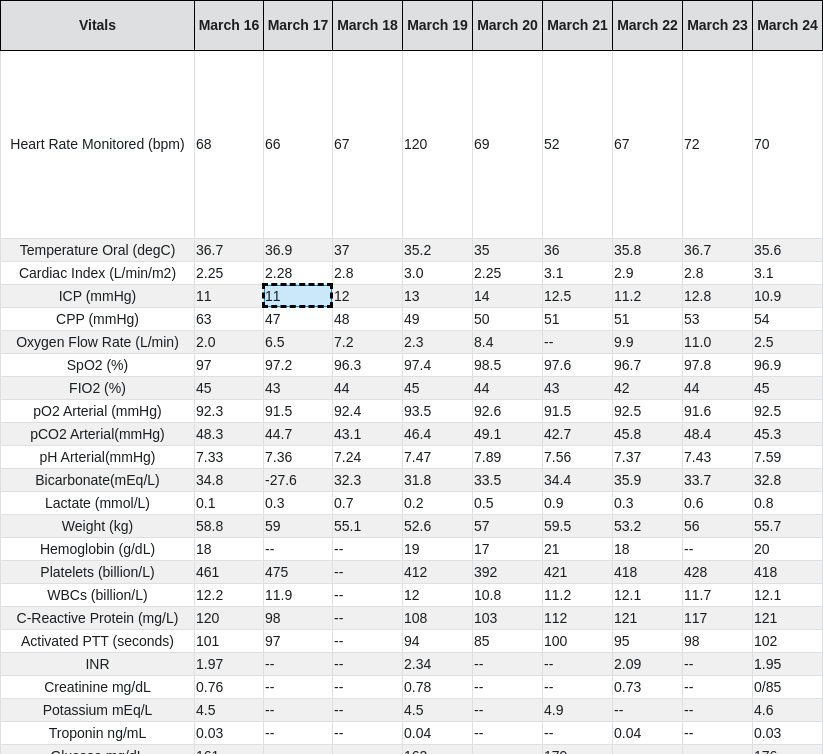 Vitals March 16 March 17 March 18 March 19 March 20 March 21 March 22 March 23 March 24
Heart Rate Monitored (bpm) 68 66 67 120 69 52 67 72 70
Temperature Oral (degC) 36.7 36.9 37 35.2 35 36 35.8 36.7 35.6
Cardiac Index (L/min/m2) 2.25 2.28 2.8 3.0 2.25 3.1 2.9 2.8 3.1
ICP (mmHg) 11 11 12 13 14 12.5 11.2 12.8 10.9
CPP (mmHg) 63 47 48 49 50 51 51 53 54
Oxygen Flow Rate (L/min) 2.0 6.5 7.2 2.3 8.4 -- 9.9 11.0 2.5
SpO2 (%) 97 97.2 96.3 97.4 98.5 97.6 96.7 97.8 96.9
FIO2 (%) 45 43 44 45 44 43 42 44 45
pO2 Arterial (mmHg) 92.3 91.5 92.4 93.5 92.6 91.5 92.5 91.6 92.5
pCO2 Arterial(mmHg) 48.3 44.7 43.1 46.4 49.1 42.7 45.8 48.4 45.3
pH Arterial(mmHg) 7.33 7.36 7.24 7.47 7.89 7.56 7.37 7.43 7.59
Bicarbonate(mEq/L) 34.8 -27.6 32.3 31.8 33.5 34.4 35.9 33.7 32.8
Lactate (mmol/L) 0.1 0.3 0.7 0.2 0.5 0.9 0.3 0.6 0.8
Weight (kg) 58.8 59 55.1 52.6 57 59.5 53.2 56 55.7
Hemoglobin (g/dL) 18 -- -- 19 17 21 18 -- 20
Platelets (billion/L) 461 475 -- 412 392 421 418 428 418
WBCs (billion/L) 12.2 11.9 -- 12 10.8 11.2 12.1 11.7 12.1
C-Reactive Protein (mg/L) 120 98 -- 108 103 112 121 117 121
Activated PTT (seconds) 101 97 -- 94 85 100 95 98 102
INR 1.97 -- -- 2.34 -- -- 2.09 -- 1.95
Creatinine mg/dL 0.76 -- -- 0.78 -- -- 0.73 -- 0/85
Potassium mEq/L 4.5 -- -- 4.5 -- 4.9 -- -- 4.6
Troponin ng/mL 0.03 -- -- 0.04 -- -- 0.04 -- 0.03